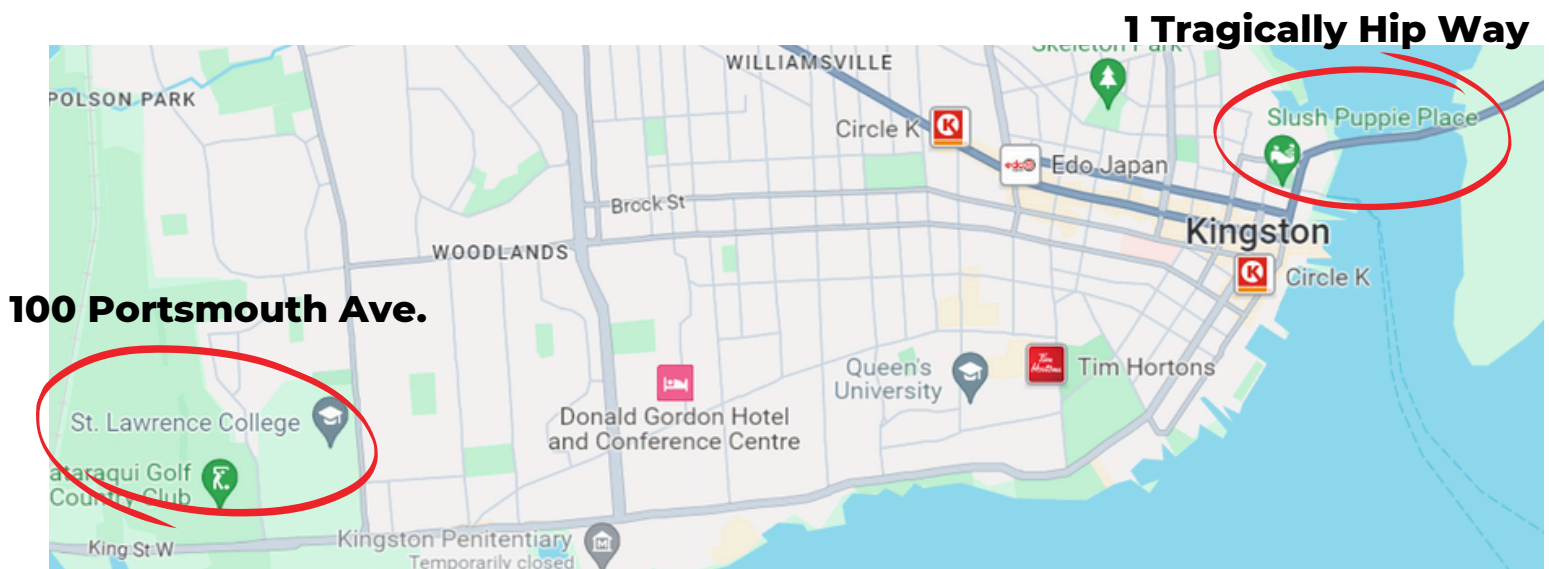 1 Tragically Hip Way
Skeleton Park
WILLIAMSVILLE
POLSON PARK
Slush Puppie Place
Circle K
Edo Japan
Brock St
Kingston
WOODLANDS
Circle K
100 Portsmouth Ave.
Queen's
University
Tim Hortons
Donald Gordon Hotel
and Conference Centre
St. Lawrence College
ataraqui Golf
Country Club
Kingston Penitentiary
Temporarily closed
King St W